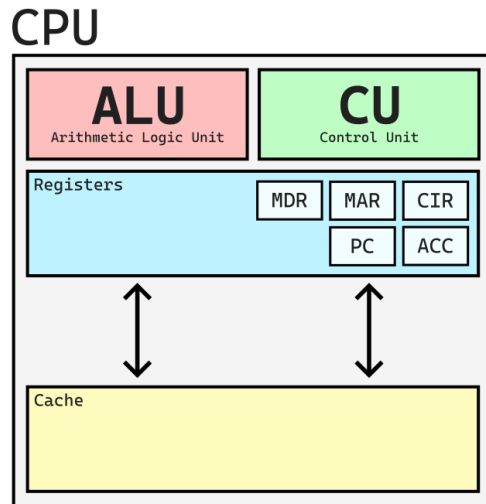 CPU
ALU
Arithmetic Logic Unit
CU
Control Unit
Registers
MDR MAR CIR
PC ACC
Cache